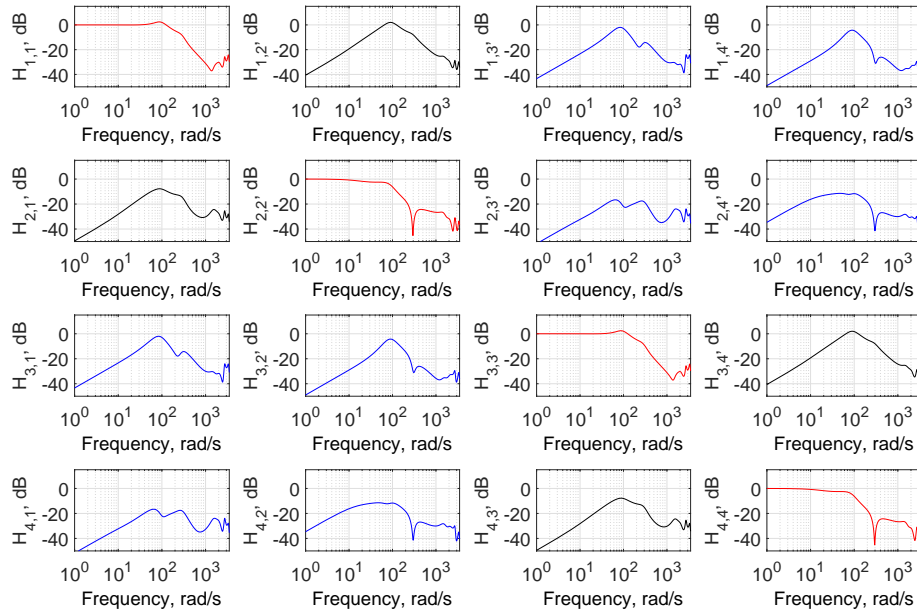 H1,1, dB
0
-20
-40
10^0 10^1 10^2 10^3
Frequency, rad/s
H1,2, dB
0
-20
-40
10^0 10^1 10^2 10^3
Frequency, rad/s
H1,3, dB
0
-20
-40
10^0 10^1 10^2 10^3
Frequency, rad/s
H1,4, dB
0
-20
-40
10^0 10^1 10^2 10^3
Frequency, rad/s
H2,1, dB
0
-20
-40
10^0 10^1 10^2 10^3
Frequency, rad/s
H2,2, dB
0
-20
-40
10^0 10^1 10^2 10^3
Frequency, rad/s
H2,3, dB
0
-20
-40
10^0 10^1 10^2 10^3
Frequency, rad/s
H2,4, dB
0
-20
-40
10^0 10^1 10^2 10^3
Frequency, rad/s
H3,1, dB
0
-20
-40
10^0 10^1 10^2 10^3
Frequency, rad/s
H3,2, dB
0
-20
-40
10^0 10^1 10^2 10^3
Frequency, rad/s
H3,3, dB
0
-20
-40
10^0 10^1 10^2 10^3
Frequency, rad/s
H3,4, dB
0
-20
-40
10^0 10^1 10^2 10^3
Frequency, rad/s
H4,1, dB
0
-20
-40
10^0 10^1 10^2 10^3
Frequency, rad/s
H4,2, dB
0
-20
-40
10^0 10^1 10^2 10^3
Frequency, rad/s
H4,3, dB
0
-20
-40
10^0 10^1 10^2 10^3
Frequency, rad/s
H4,4, dB
0
-20
-40
10^0 10^1 10^2 10^3
Frequency, rad/s